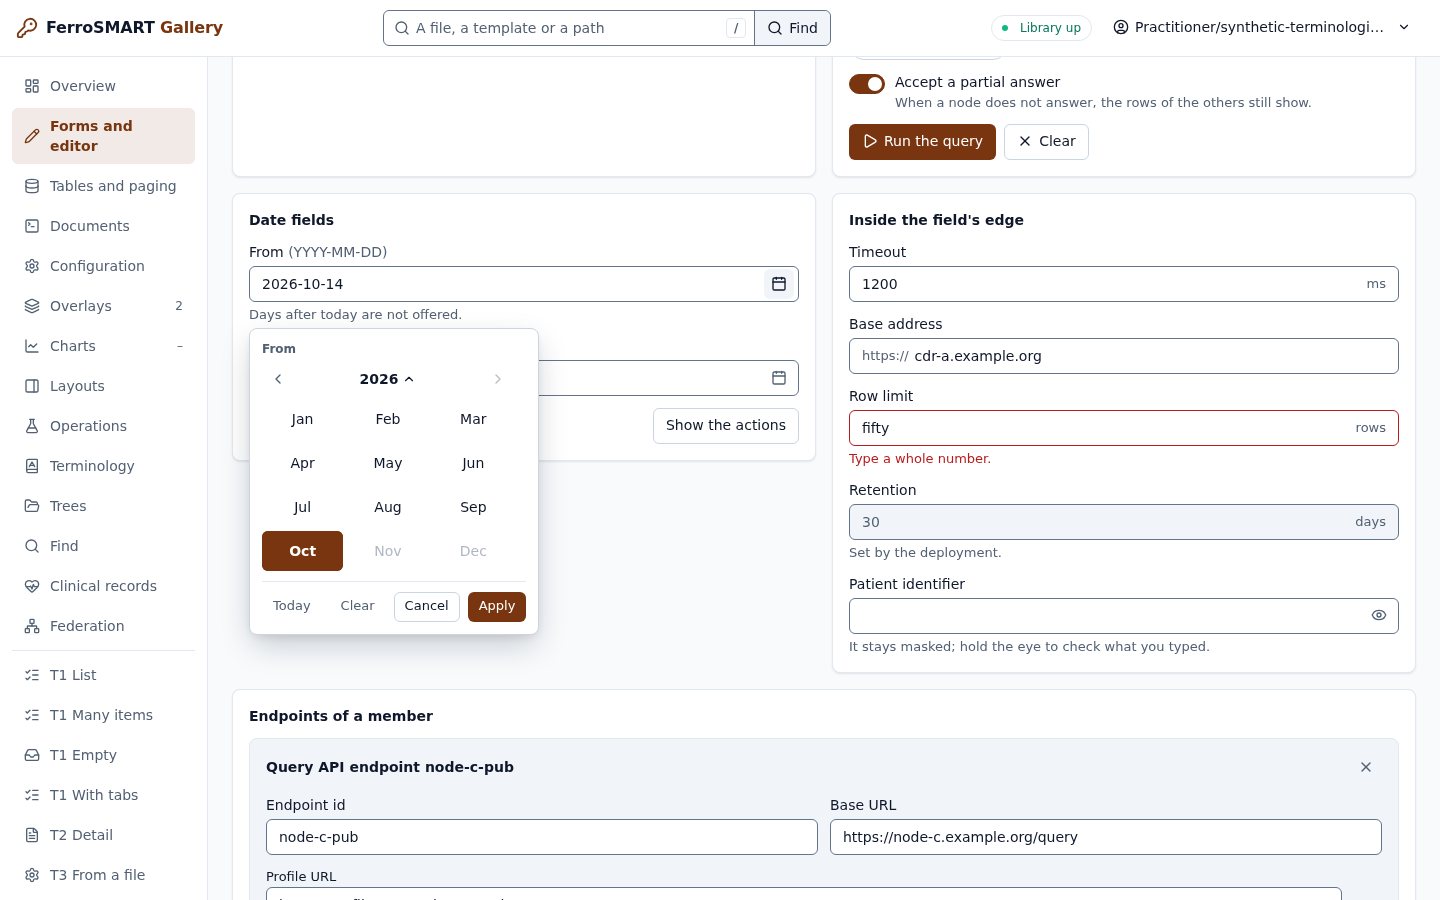 FerroSMART Gallery
A file, a template or a path
/
Find
Library up
Practitioner/synthetic-terminologi...
Overview
Forms and
editor
Tables and paging
Documents
Configuration
Overlays
2
Charts
–
Layouts
Operations
Terminology
Trees
Find
Clinical records
Federation
T1 List
T1 Many items
T1 Empty
T1 With tabs
T2 Detail
T3 From a file
Accept a partial answer
When a node does not answer, the rows of the others still show.
Run the query
Clear
Date fields
From (YYYY-MM-DD)
2026-10-14
Days after today are not offered.
From
2026
Jan
Feb
Mar
Apr
May
Jun
Jul
Aug
Sep
Oct
Nov
Dec
Today
Clear
Cancel
Apply
Show the actions
Inside the field's edge
Timeout
1200
ms
Base address
https://
cdr-a.example.org
Row limit
fifty
rows
Type a whole number.
Retention
30
days
Set by the deployment.
Patient identifier
It stays masked; hold the eye to check what you typed.
Endpoints of a member
Query API endpoint node-c-pub
Endpoint id
node-c-pub
Base URL
https://node-c.example.org/query
Profile URL